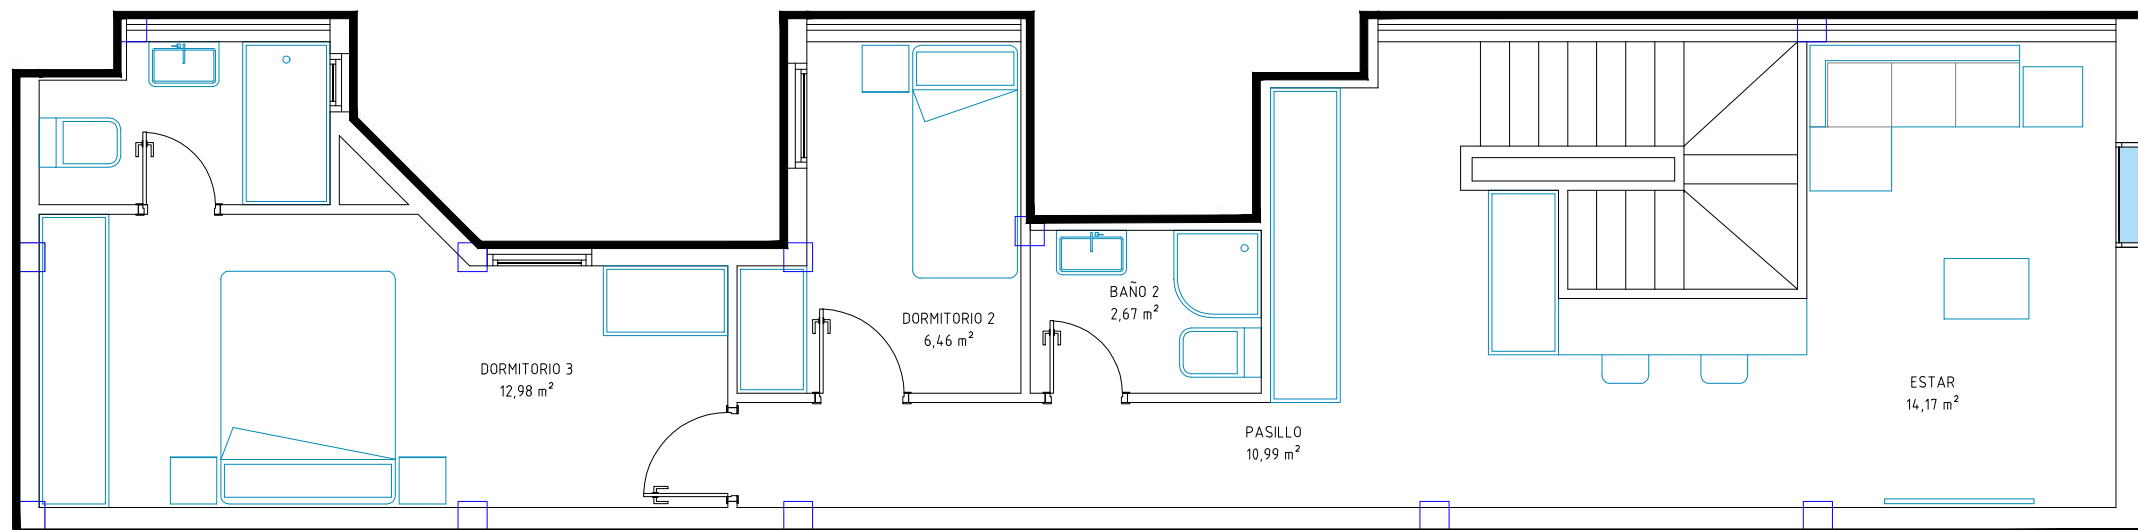 DORMITORIO 3
12,98 m²
DORMITORIO 2
6,46 m²
BAÑO 2
2,67 m²
PASILLO
10,99 m²
ESTAR
14,17 m²